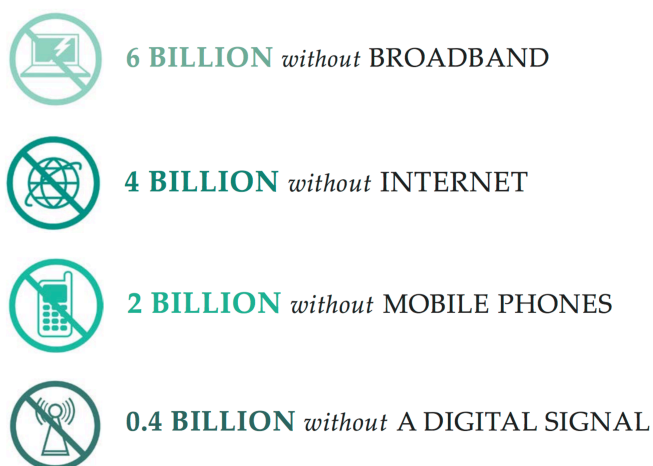 6 BILLION without BROADBAND
4 BILLION without INTERNET
2 BILLION without MOBILE PHONES
0.4 BILLION without A DIGITAL SIGNAL